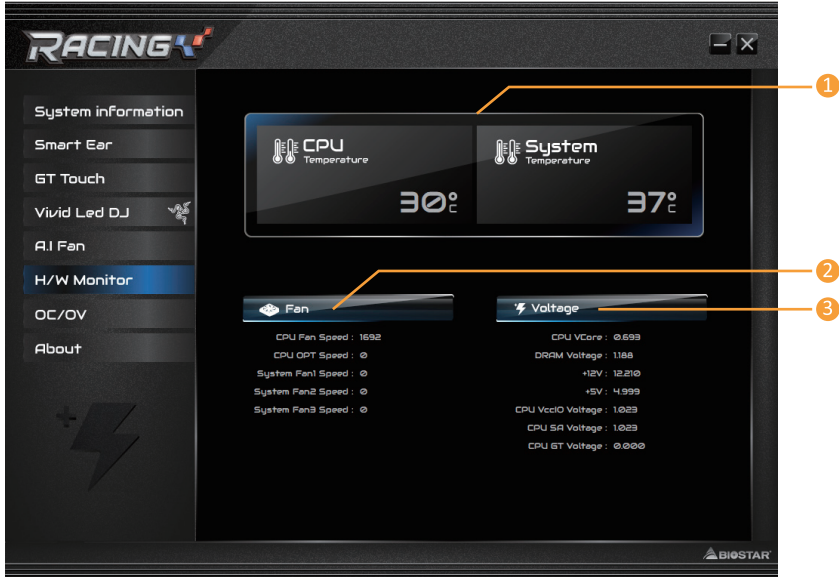 RACING
System information
Smart Ear
GT Touch
Vivid Led DJ
A.I Fan
H/W Monitor
OC/OV
About
1
CPU
Temperature
30°C
System
Temperature
37°C
2
Fan
CPU Fan Speed : 1692
CPU OPT Speed : 0
System Fan1 Speed : 0
System Fan2 Speed : 0
System Fan3 Speed : 0
3
Voltage
CPU VCore : 0.693
DRAM Voltage : 1.188
+12V : 12.210
+5V : 4.999
CPU VccIO Voltage : 1.023
CPU SA Voltage : 1.023
CPU GT Voltage : 0.000
BIOSTAR